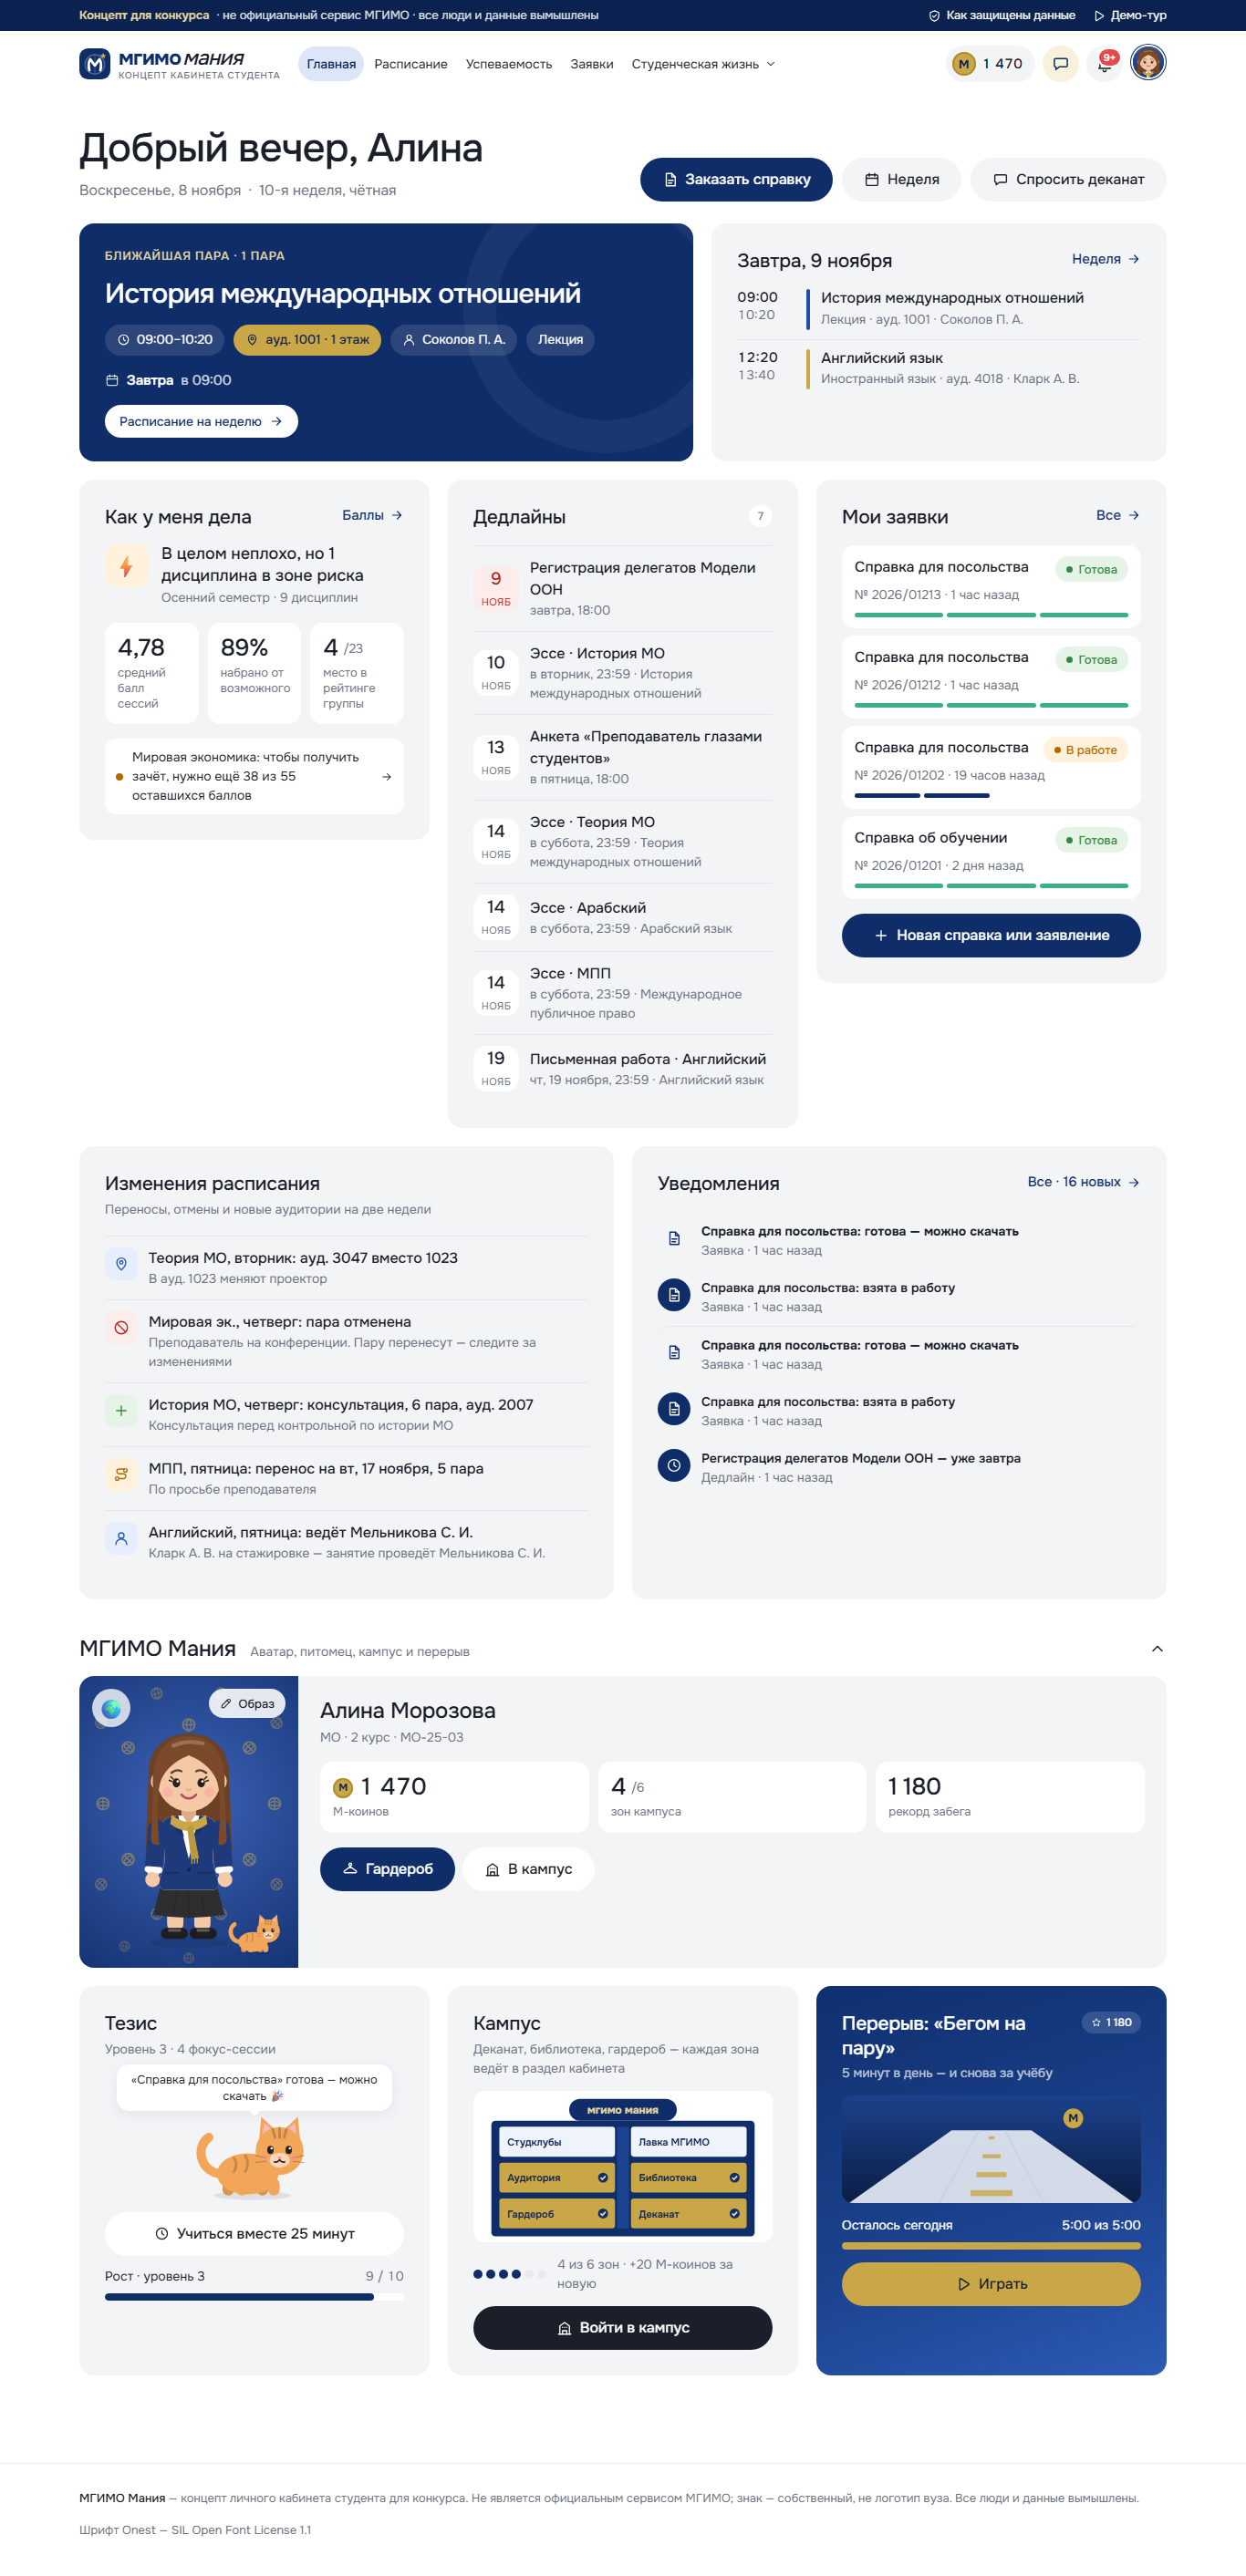 Концепт для конкурса · не официальный сервис МГИМО · все люди и данные вымышлены
Как защищены данные
Демо-тур
М
МГИМО мания
КОНЦЕПТ КАБИНЕТА СТУДЕНТА
Главная
Расписание
Успеваемость
Заявки
Студенческая жизнь
М 1 470
9+
Добрый вечер, Алина
Воскресенье, 8 ноября · 10-я неделя, чётная
Заказать справку
Неделя
Спросить деканат
БЛИЖАЙШАЯ ПАРА · 1 ПАРА
История международных отношений
09:00–10:20
ауд. 1001 · 1 этаж
Соколов П. А.
Лекция
Завтра в 09:00
Расписание на неделю →
Завтра, 9 ноября
Неделя →
09:00
10:20
История международных отношений
Лекция · ауд. 1001 · Соколов П. А.
12:20
13:40
Английский язык
Иностранный язык · ауд. 4018 · Кларк А. В.
Как у меня дела
Баллы →
В целом неплохо, но 1
дисциплина в зоне риска
Осенний семестр · 9 дисциплин
4,78
средний
балл
сессий
89%
набрано от
возможного
4 /23
место в
рейтинге
группы
Мировая экономика: чтобы получить
зачёт, нужно ещё 38 из 55
оставшихся баллов
→
Дедлайны
7
9
НОЯБ
Регистрация делегатов Модели
ООН
завтра, 18:00
10
НОЯБ
Эссе · История МО
в вторник, 23:59 · История
международных отношений
13
НОЯБ
Анкета «Преподаватель глазами
студентов»
в пятница, 18:00
14
НОЯБ
Эссе · Теория МО
в суббота, 23:59 · Теория
международных отношений
14
НОЯБ
Эссе · Арабский
в суббота, 23:59 · Арабский язык
14
НОЯБ
Эссе · МПП
в суббота, 23:59 · Международное
публичное право
19
НОЯБ
Письменная работа · Английский
чт, 19 ноября, 23:59 · Английский язык
Мои заявки
Все →
Справка для посольства
Готова
№ 2026/01213 · 1 час назад
Справка для посольства
Готова
№ 2026/01212 · 1 час назад
Справка для посольства
В работе
№ 2026/01202 · 19 часов назад
Справка об обучении
Готова
№ 2026/01201 · 2 дня назад
+ Новая справка или заявление
Изменения расписания
Переносы, отмены и новые аудитории на две недели
Теория МО, вторник: ауд. 3047 вместо 1023
В ауд. 1023 меняют проектор
Мировая эк., четверг: пара отменена
Преподаватель на конференции. Пару перенесут — следите за
изменениями
История МО, четверг: консультация, 6 пара, ауд. 2007
Консультация перед контрольной по истории МО
МПП, пятница: перенос на вт, 17 ноября, 5 пара
По просьбе преподавателя
Английский, пятница: ведёт Мельникова С. И.
Кларк А. В. на стажировке — занятие проведёт Мельникова С. И.
Уведомления
Все · 16 новых →
Справка для посольства: готова — можно скачать
Заявка · 1 час назад
Справка для посольства: взята в работу
Заявка · 1 час назад
Справка для посольства: готова — можно скачать
Заявка · 1 час назад
Справка для посольства: взята в работу
Заявка · 1 час назад
Регистрация делегатов Модели ООН — уже завтра
Дедлайн · 1 час назад
МГИМО Мания
Аватар, питомец, кампус и перерыв
Образ
Алина Морозова
МО · 2 курс · МО-25-03
М 1 470
М-коинов
4 /6
зон кампуса
1 180
рекорд забега
Гардероб
В кампус
Тезис
Уровень 3 · 4 фокус-сессии
«Справка для посольства» готова — можно
скачать 🎉
Учиться вместе 25 минут
Рост · уровень 3
9 / 10
Кампус
Деканат, библиотека, гардероб — каждая зона
ведёт в раздел кабинета
мгимо мания
Студклубы
Лавка МГИМО
Аудитория
Библиотека
Гардероб
Деканат
4 из 6 зон · +20 М-коинов за
новую
Войти в кампус
Перерыв: «Бегом на
пару»
1 180
5 минут в день — и снова за учёбу
М
Осталось сегодня
5:00 из 5:00
Играть
МГИМО Мания — концепт личного кабинета студента для конкурса. Не является официальным сервисом МГИМО; знак — собственный, не логотип вуза. Все люди и данные вымышлены.
Шрифт Onest — SIL Open Font License 1.1